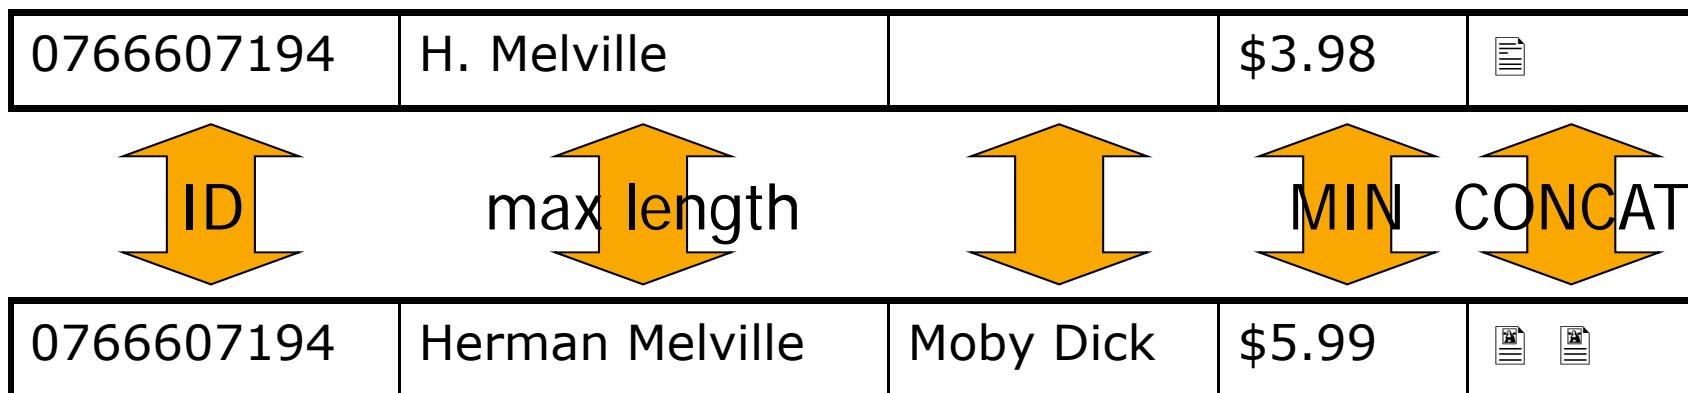 0766607194 H. Melville $3.98
ID max length MIN CONCAT
0766607194 Herman Melville Moby Dick $5.99